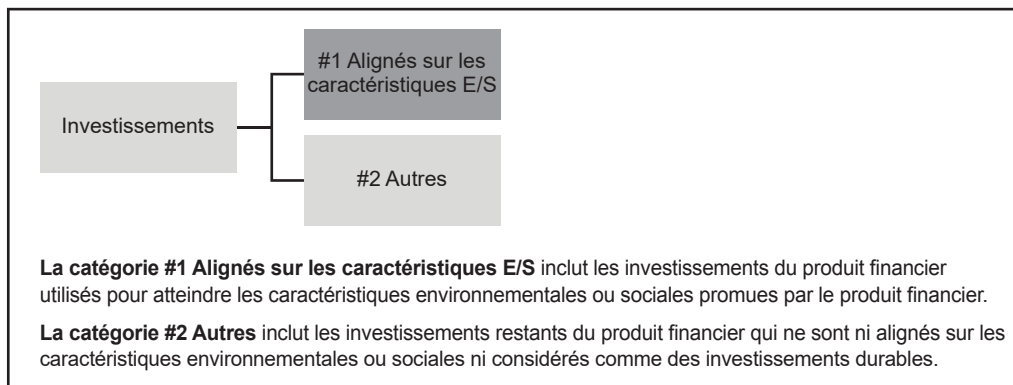 #1 Alignés sur les
caractéristiques E/S
Investissements
#2 Autres
La catégorie #1 Alignés sur les caractéristiques E/S inclut les investissements du produit financier
utilisés pour atteindre les caractéristiques environnementales ou sociales promues par le produit financier.
La catégorie #2 Autres inclut les investissements restants du produit financier qui ne sont ni alignés sur les
caractéristiques environnementales ou sociales ni considérés comme des investissements durables.